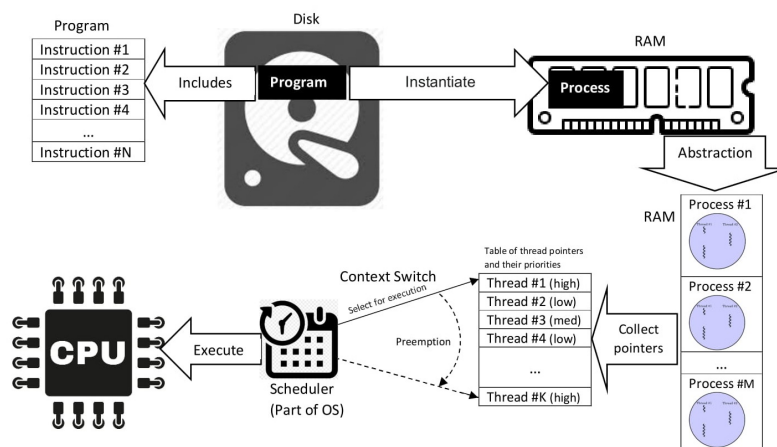 Program
Instruction #1
Instruction #2
Instruction #3
Instruction #4
...
Instruction #N
Includes
Disk
Program
Instantiate
RAM
Process
Abstraction
RAM
Process #1
Process #2
...
Process #M
Collect
pointers
Table of thread pointers
and their priorities
Thread #1 (high)
Thread #2 (low)
Thread #3 (med)
Thread #4 (low)
...
Thread #K (high)
Context Switch
Select for execution
Preemption
Scheduler
(Part of OS)
Execute
CPU